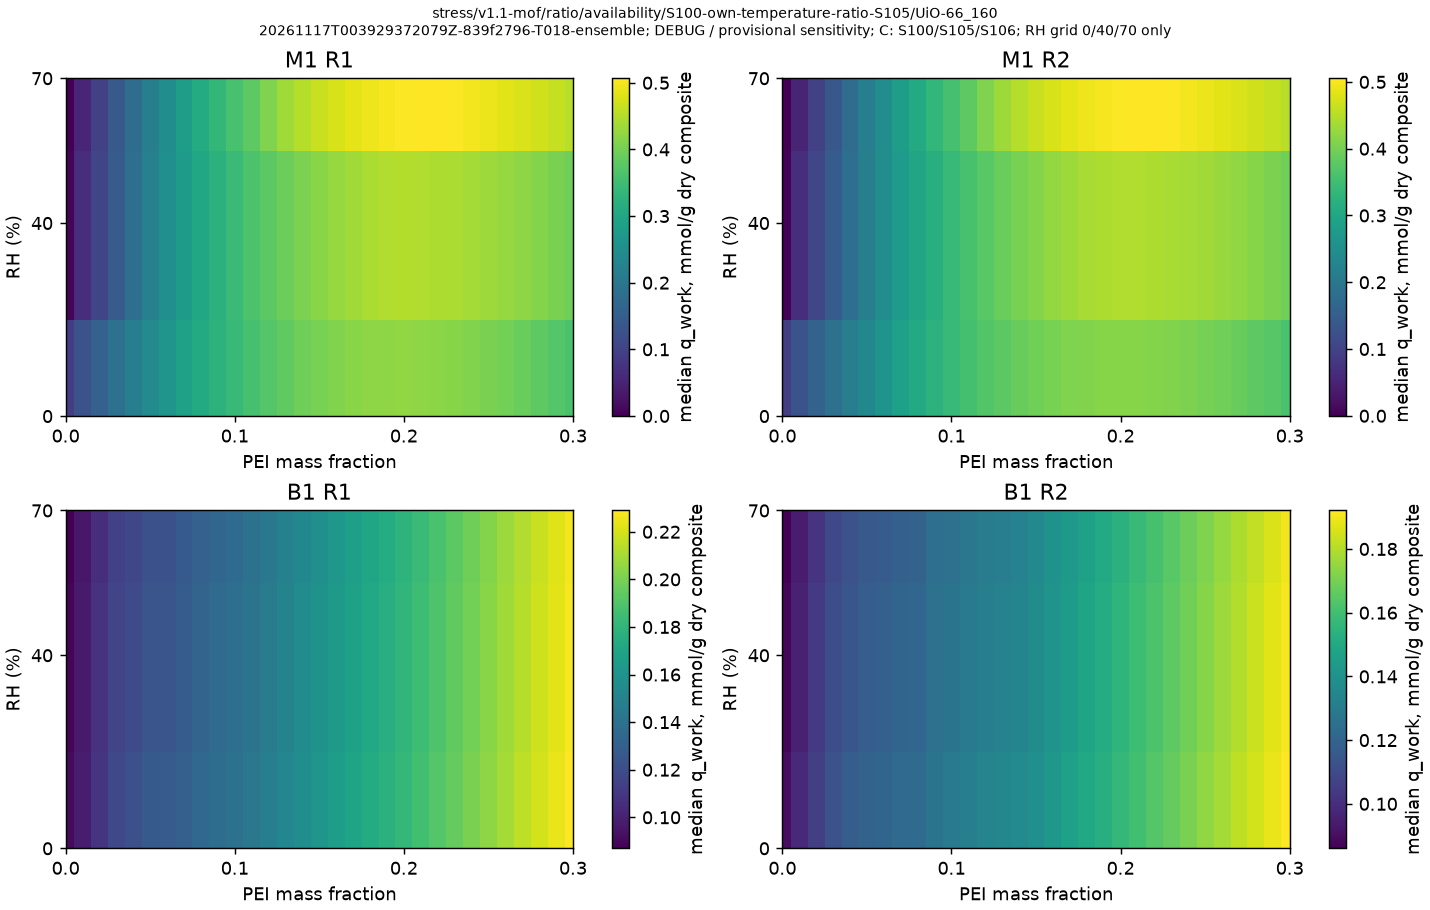 stress/v1.1-mof/ratio/availability/S100-own-temperature-ratio-S105/UiO-66_160
20261117T003929372079Z-839f2796-T018-ensemble; DEBUG / provisional sensitivity; C: S100/S105/S106; RH grid 0/40/70 only
M1 R1
70
40
0
RH (%)
0.0 0.1 0.2 0.3
PEI mass fraction
0.5
0.4
0.3
0.2
0.1
0.0
median q_work, mmol/g dry composite
M1 R2
70
40
0
RH (%)
0.0 0.1 0.2 0.3
PEI mass fraction
0.5
0.4
0.3
0.2
0.1
0.0
median q_work, mmol/g dry composite
B1 R1
70
40
0
RH (%)
0.0 0.1 0.2 0.3
PEI mass fraction
0.22
0.20
0.18
0.16
0.14
0.12
0.10
median q_work, mmol/g dry composite
B1 R2
70
40
0
RH (%)
0.0 0.1 0.2 0.3
PEI mass fraction
0.18
0.16
0.14
0.12
0.10
median q_work, mmol/g dry composite